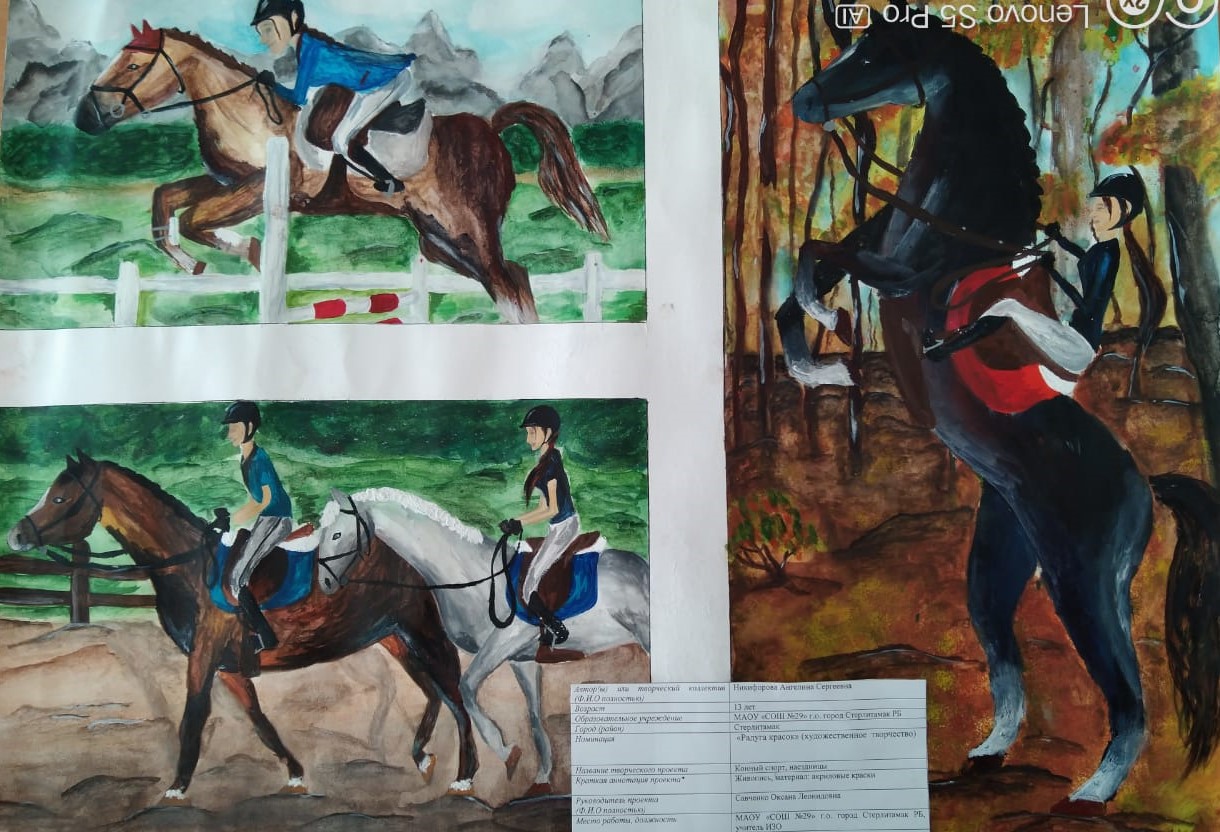 Lenovo S5 Pro AI
2x
Автор(ы) или творческий коллектив Никифорова Ангелина Сергеевна
(Ф.И.О полностью)
Возраст 13 лет
Образовательное учреждение МАОУ «СОШ №29» г.о. город Стерлитамак РБ
Город (район) Стерлитамак
Номинация «Радуга красок» (художественное творчество)
Название творческого проекта Конный спорт, наездницы
Краткая аннотация проекта* Живопись, материал: акриловые краски
Руководитель проекта Савченко Оксана Леонидовна
(Ф.И.О полностью)
Место работы, должность МАОУ «СОШ №29» г.о. город Стерлитамак РБ,
учитель ИЗО